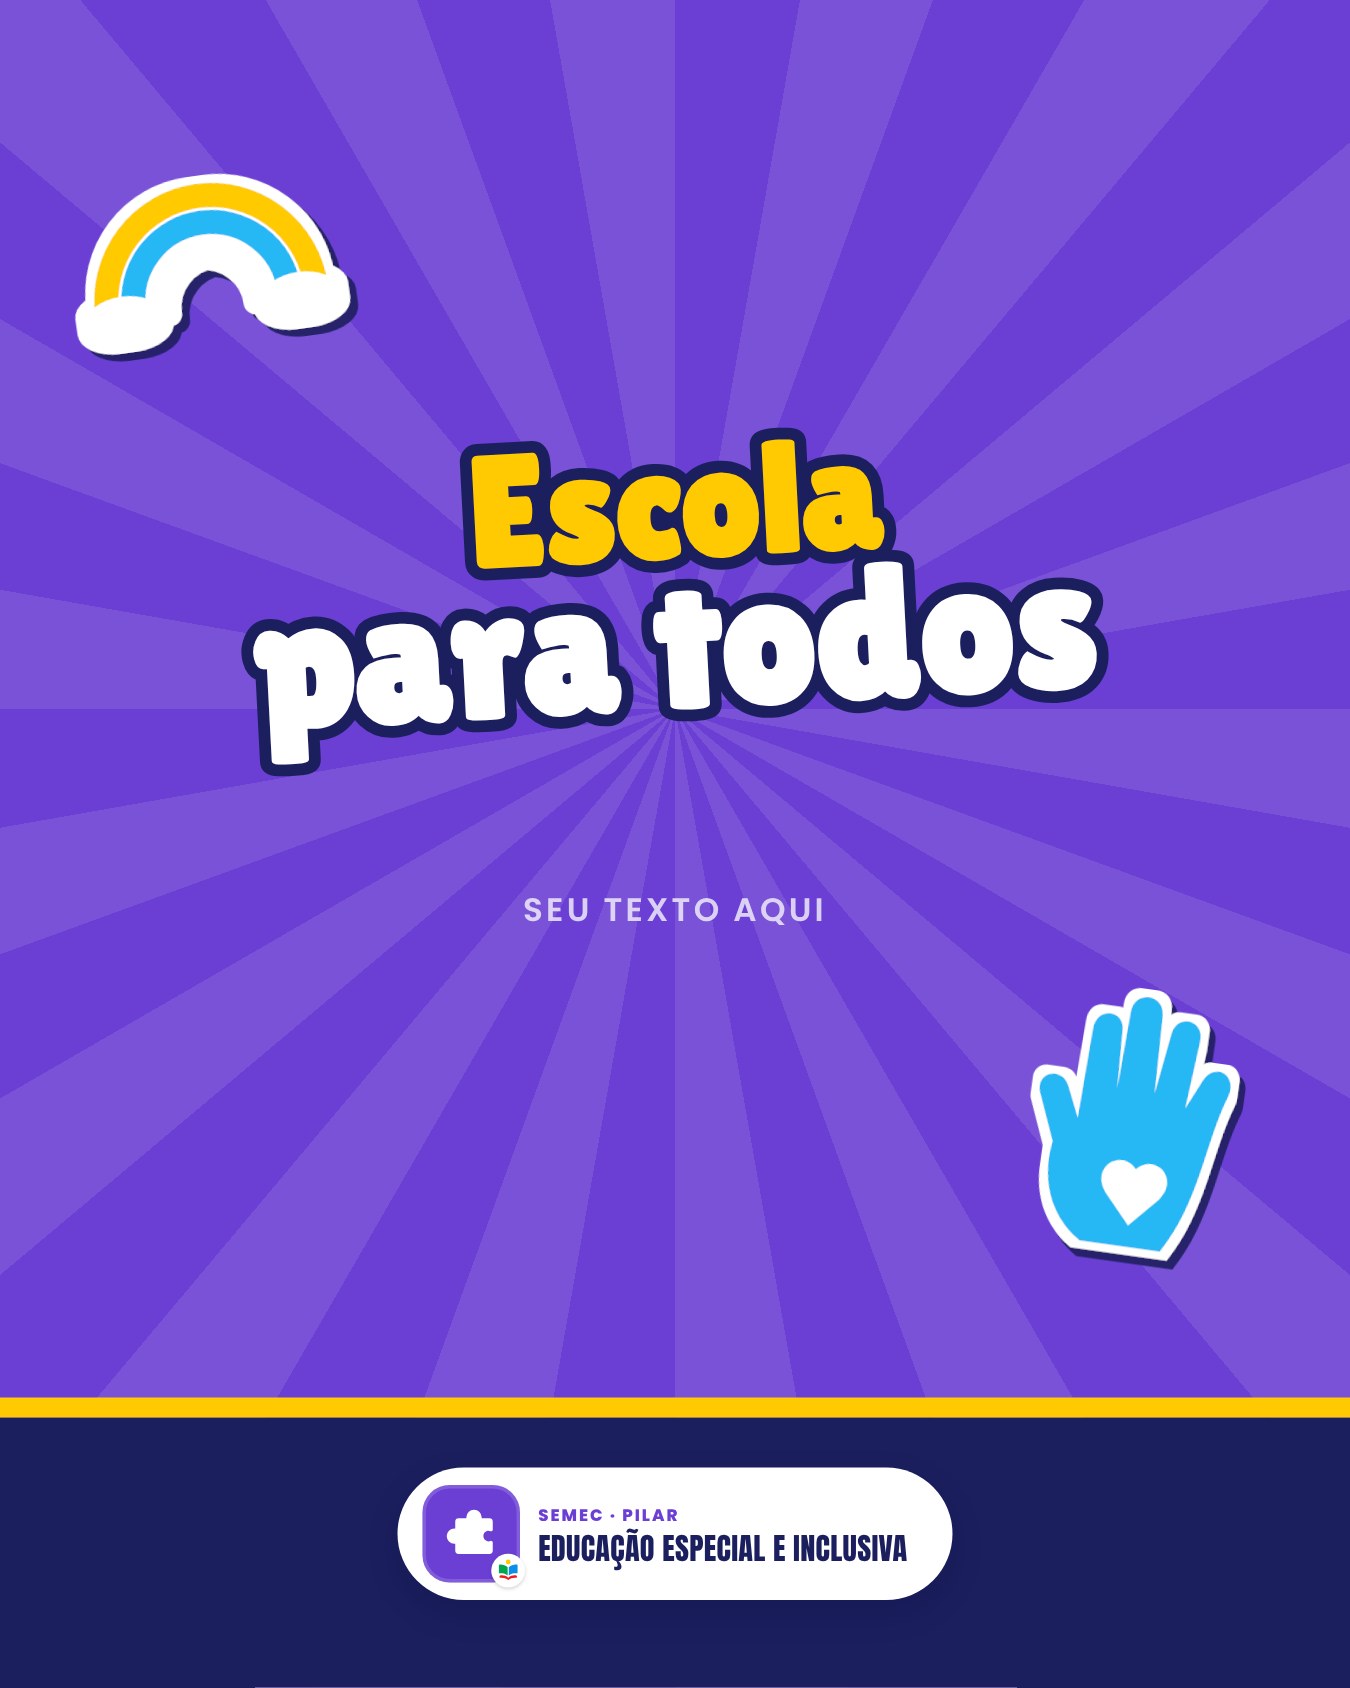 Escola
para todos
SEU TEXTO AQUI
SEMEC · PILAR
EDUCAÇÃO ESPECIAL E INCLUSIVA